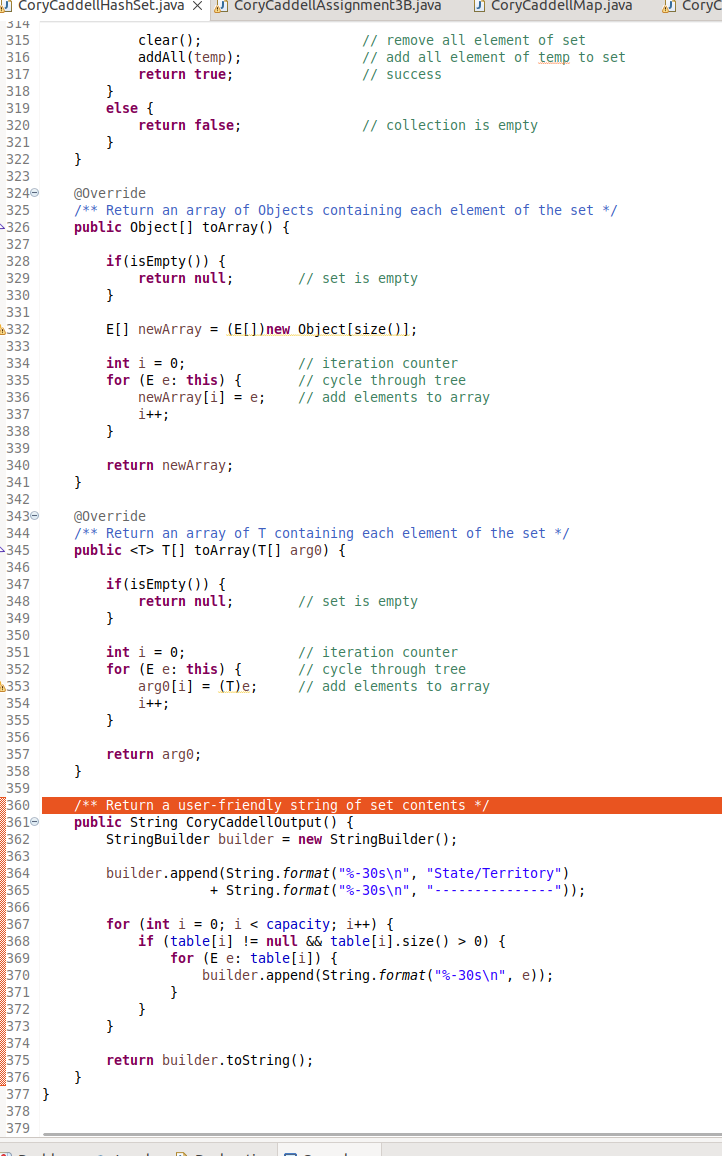 CoryCaddellHashSet.java CoryCaddellAssignment3B.java CoryCaddellMap.java CoryC
314
315 clear(); // remove all element of set
316 addAll(temp); // add all element of temp to set
317 return true; // success
318 }
319 else {
320 return false; // collection is empty
321 }
322 }
323
324 @Override
325 /** Return an array of Objects containing each element of the set */
326 public Object[] toArray() {
327
328 if(isEmpty()) {
329 return null; // set is empty
330 }
331
332 E[] newArray = (E[])new Object[size()];
333
334 int i = 0; // iteration counter
335 for (E e: this) { // cycle through tree
336 newArray[i] = e; // add elements to array
337 i++;
338 }
339
340 return newArray;
341 }
342
343 @Override
344 /** Return an array of T containing each element of the set */
345 public <T> T[] toArray(T[] arg0) {
346
347 if(isEmpty()) {
348 return null; // set is empty
349 }
350
351 int i = 0; // iteration counter
352 for (E e: this) { // cycle through tree
353 arg0[i] = (T)e; // add elements to array
354 i++;
355 }
356
357 return arg0;
358 }
359
360 /** Return a user-friendly string of set contents */
361 public String CoryCaddellOutput() {
362 StringBuilder builder = new StringBuilder();
363
364 builder.append(String.format("%-30s\n", "State/Territory")
365 + String.format("%-30s\n", "---------------"));
366
367 for (int i = 0; i < capacity; i++) {
368 if (table[i] != null && table[i].size() > 0) {
369 for (E e: table[i]) {
370 builder.append(String.format("%-30s\n", e));
371 }
372 }
373 }
374
375 return builder.toString();
376 }
377 }
378
379